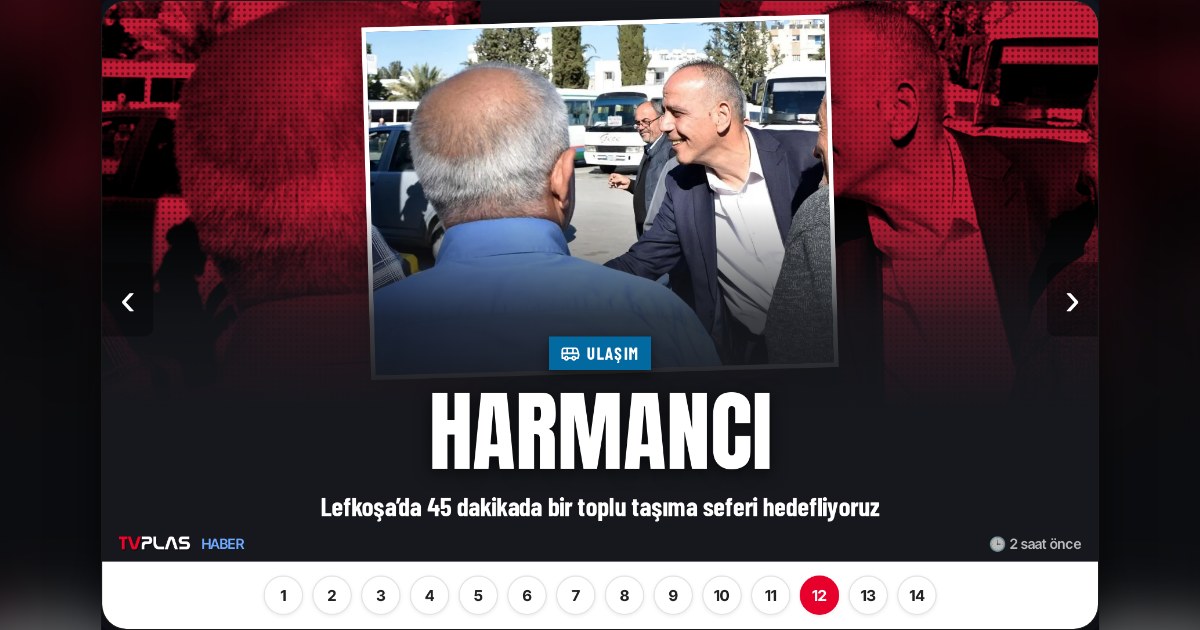 ULAŞIM
HARMANCI
Lefkoşa’da 45 dakikada bir toplu taşıma seferi hedefliyoruz
TVPLAS HABER
2 saat önce
1 2 3 4 5 6 7 8 9 10 11 12 13 14